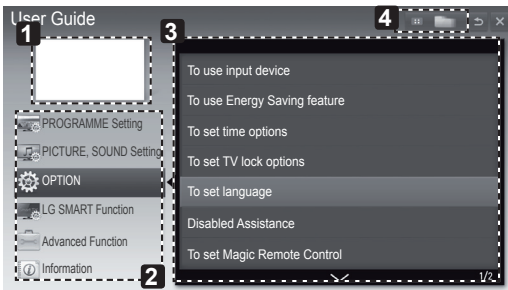 User Guide
1
3
4
To use input device
To use Energy Saving feature
PROGRAMME Setting
To set time options
PICTURE, SOUND Setting
To set TV lock options
OPTION
To set language
LG SMART Function
Disabled Assistance
Advanced Function
To set Magic Remote Control
Information
2
1/2